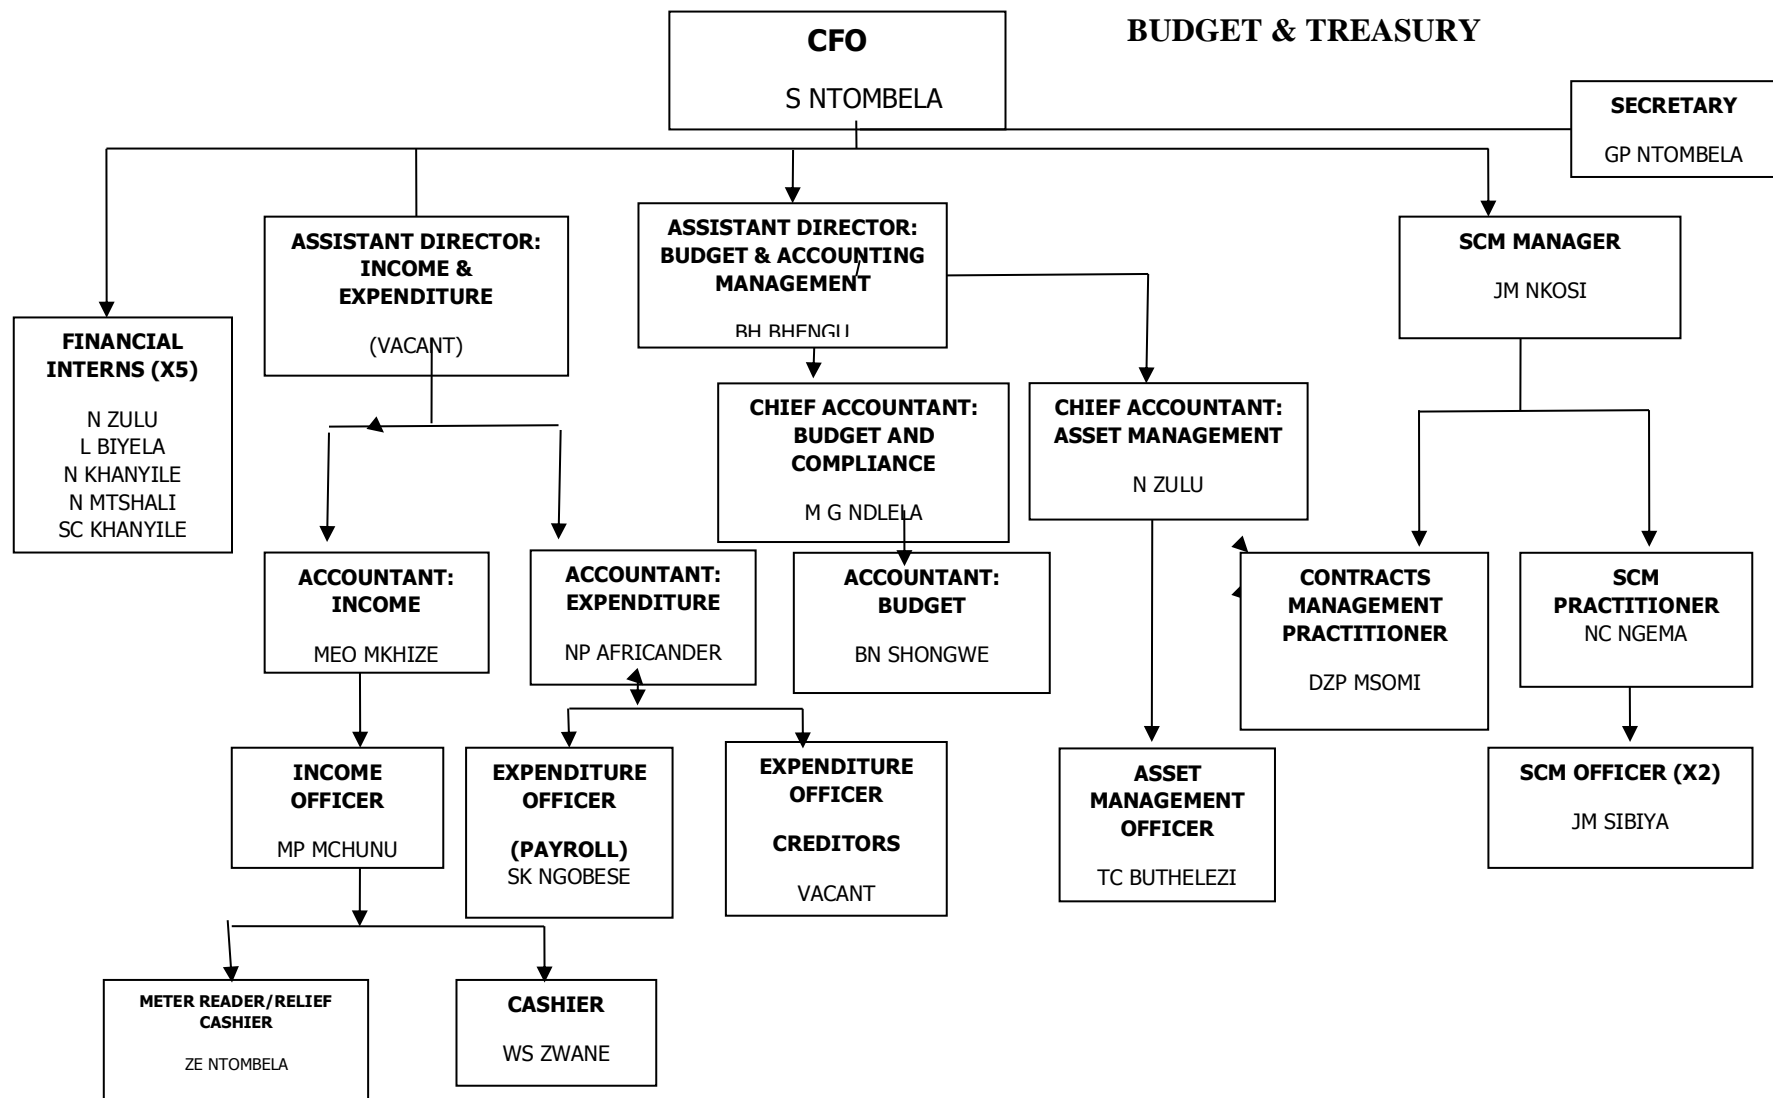 BUDGET & TREASURY
CFO
S NTOMBELA
SECRETARY
GP NTOMBELA
FINANCIAL
INTERNS (X5)
N ZULU
L BIYELA
N KHANYILE
N MTSHALI
SC KHANYILE
ASSISTANT DIRECTOR:
INCOME &
EXPENDITURE
(VACANT)
ASSISTANT DIRECTOR:
BUDGET & ACCOUNTING
MANAGEMENT
BH BHENGU
SCM MANAGER
JM NKOSI
CHIEF ACCOUNTANT:
BUDGET AND
COMPLIANCE
M G NDLELA
CHIEF ACCOUNTANT:
ASSET MANAGEMENT
N ZULU
ACCOUNTANT:
INCOME
MEO MKHIZE
ACCOUNTANT:
EXPENDITURE
NP AFRICANDER
ACCOUNTANT:
BUDGET
BN SHONGWE
CONTRACTS
MANAGEMENT
PRACTITIONER
DZP MSOMI
SCM
PRACTITIONER
NC NGEMA
INCOME
OFFICER
MP MCHUNU
EXPENDITURE
OFFICER
(PAYROLL)
SK NGOBESE
EXPENDITURE
OFFICER
CREDITORS
VACANT
ASSET
MANAGEMENT
OFFICER
TC BUTHELEZI
SCM OFFICER (X2)
JM SIBIYA
METER READER/RELIEF
CASHIER
ZE NTOMBELA
CASHIER
WS ZWANE